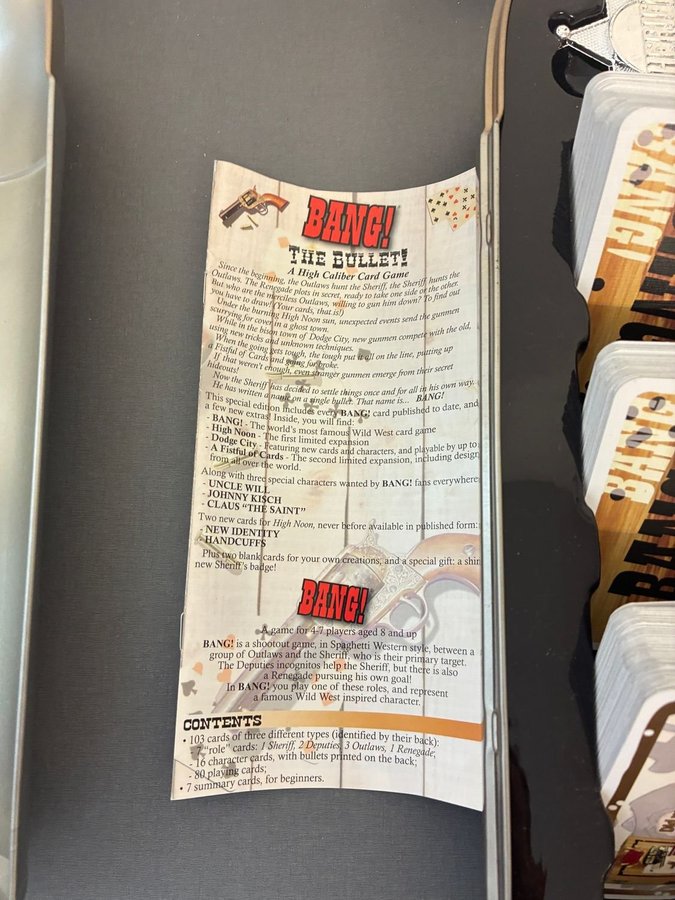 BANG!
THE BULLET!
A High Caliber Card Game
Since the beginning, the Outlaws hunt the Sheriff, the Sheriff hunts the
Outlaws. The Renegade plots in secret, ready to take one side or the other.
But who are the merciless Outlaws, willing to gun him down? To find out
you have to draw! (Your cards, that is!)
Under the burning High Noon sun, unexpected events send the gunmen
scurrying for cover in a ghost town.
While in the bison town of Dodge City, new gunmen compete with the old,
using new tricks and unknown techniques.
When the going gets tough, the tough put it all on the line, putting up
a Fistful of Cards and going for broke.
If that weren't enough, even stranger gunmen emerge from their secret
hideouts!
Now the Sheriff has decided to settle things once and for all in his own way.
He has written a name on a single bullet. That name is... BANG!
This special edition includes every BANG! card published to date, and
a few new extras! Inside, you will find:
- BANG! - The world's most famous Wild West card game
- High Noon - The first limited expansion
- Dodge City - Featuring new cards and characters, and playable by up to
- A Fistful of Cards - The second limited expansion, including design
from all over the world.
Along with three special characters wanted by BANG! fans everywhere
- UNCLE WILL
- JOHNNY KISCH
- CLAUS "THE SAINT"
Two new cards for High Noon, never before available in published form:
- NEW IDENTITY
- HANDCUFFS
Plus two blank cards for your own creations, and a special gift: a shin
new Sheriff's badge!
BANG!
A game for 4-7 players aged 8 and up
BANG! is a shootout game, in Spaghetti Western style, between a
group of Outlaws and the Sheriff, who is their primary target.
The Deputies incognitos help the Sheriff, but there is also
a Renegade pursuing his own goal!
In BANG! you play one of these roles, and represent
a famous Wild West inspired character.
CONTENTS
• 103 cards of three different types (identified by their back):
- 7 "role" cards: 1 Sheriff, 2 Deputies, 3 Outlaws, 1 Renegade;
- 16 character cards, with bullets printed on the back;
- 80 playing cards;
• 7 summary cards, for beginners.
BANG!
BANG